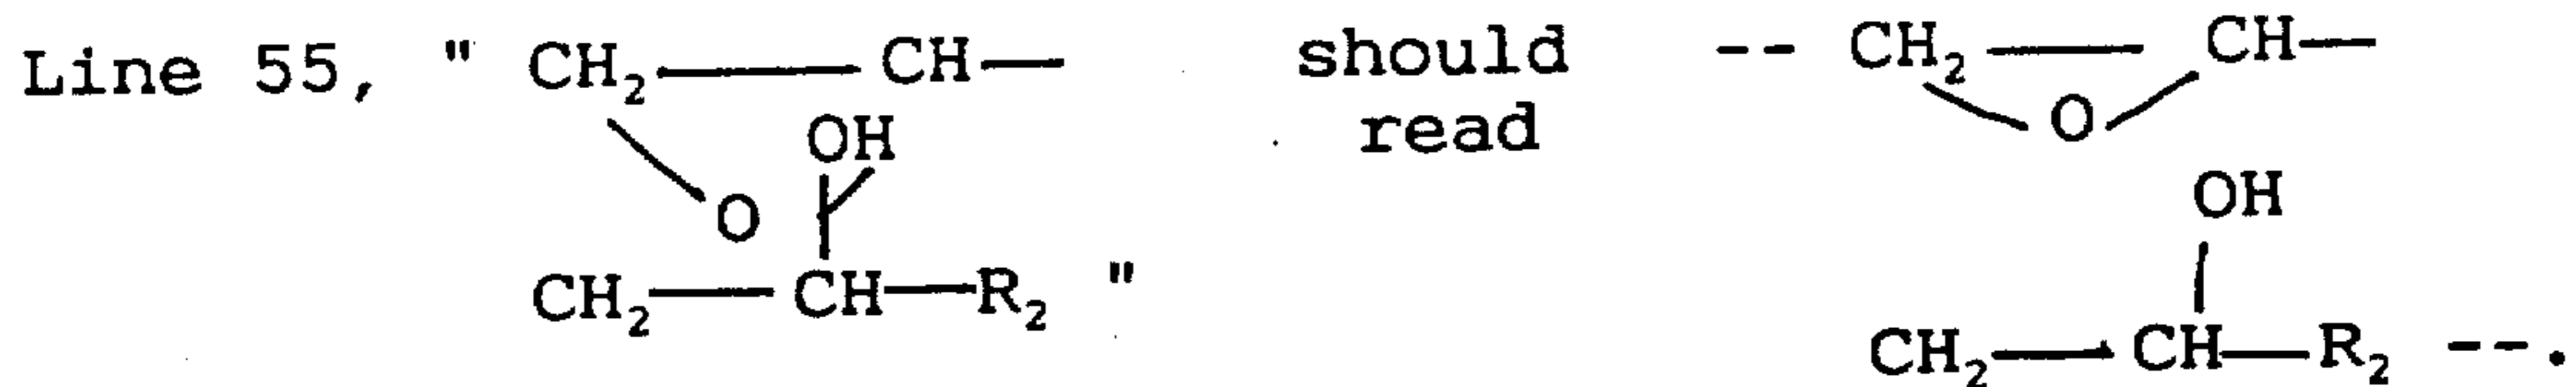 Line 55, " CH₂—CH— should -- CH₂—CH—
OH read O
O OH
CH₂—CH—R₂ " CH₂—CH—R₂ --.